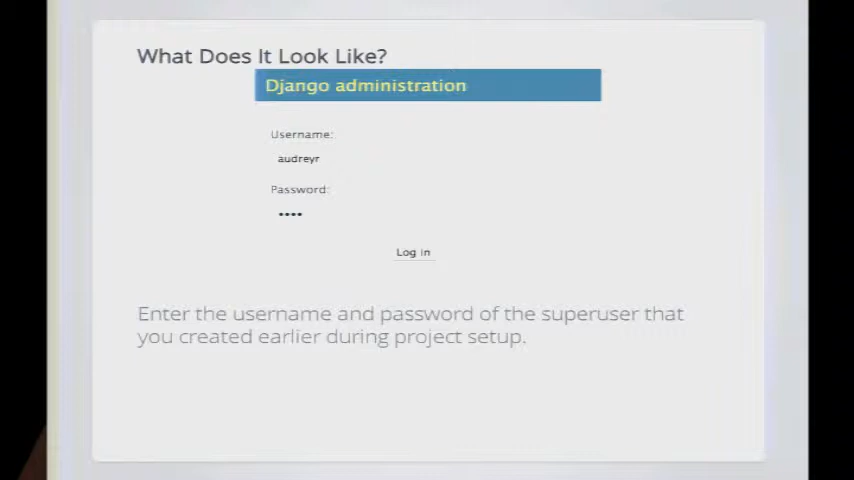 What Does It Look Like?
Django administration
Username:
audreyr
Password:
••••
Log in
Enter the username and password of the superuser that
you created earlier during project setup.